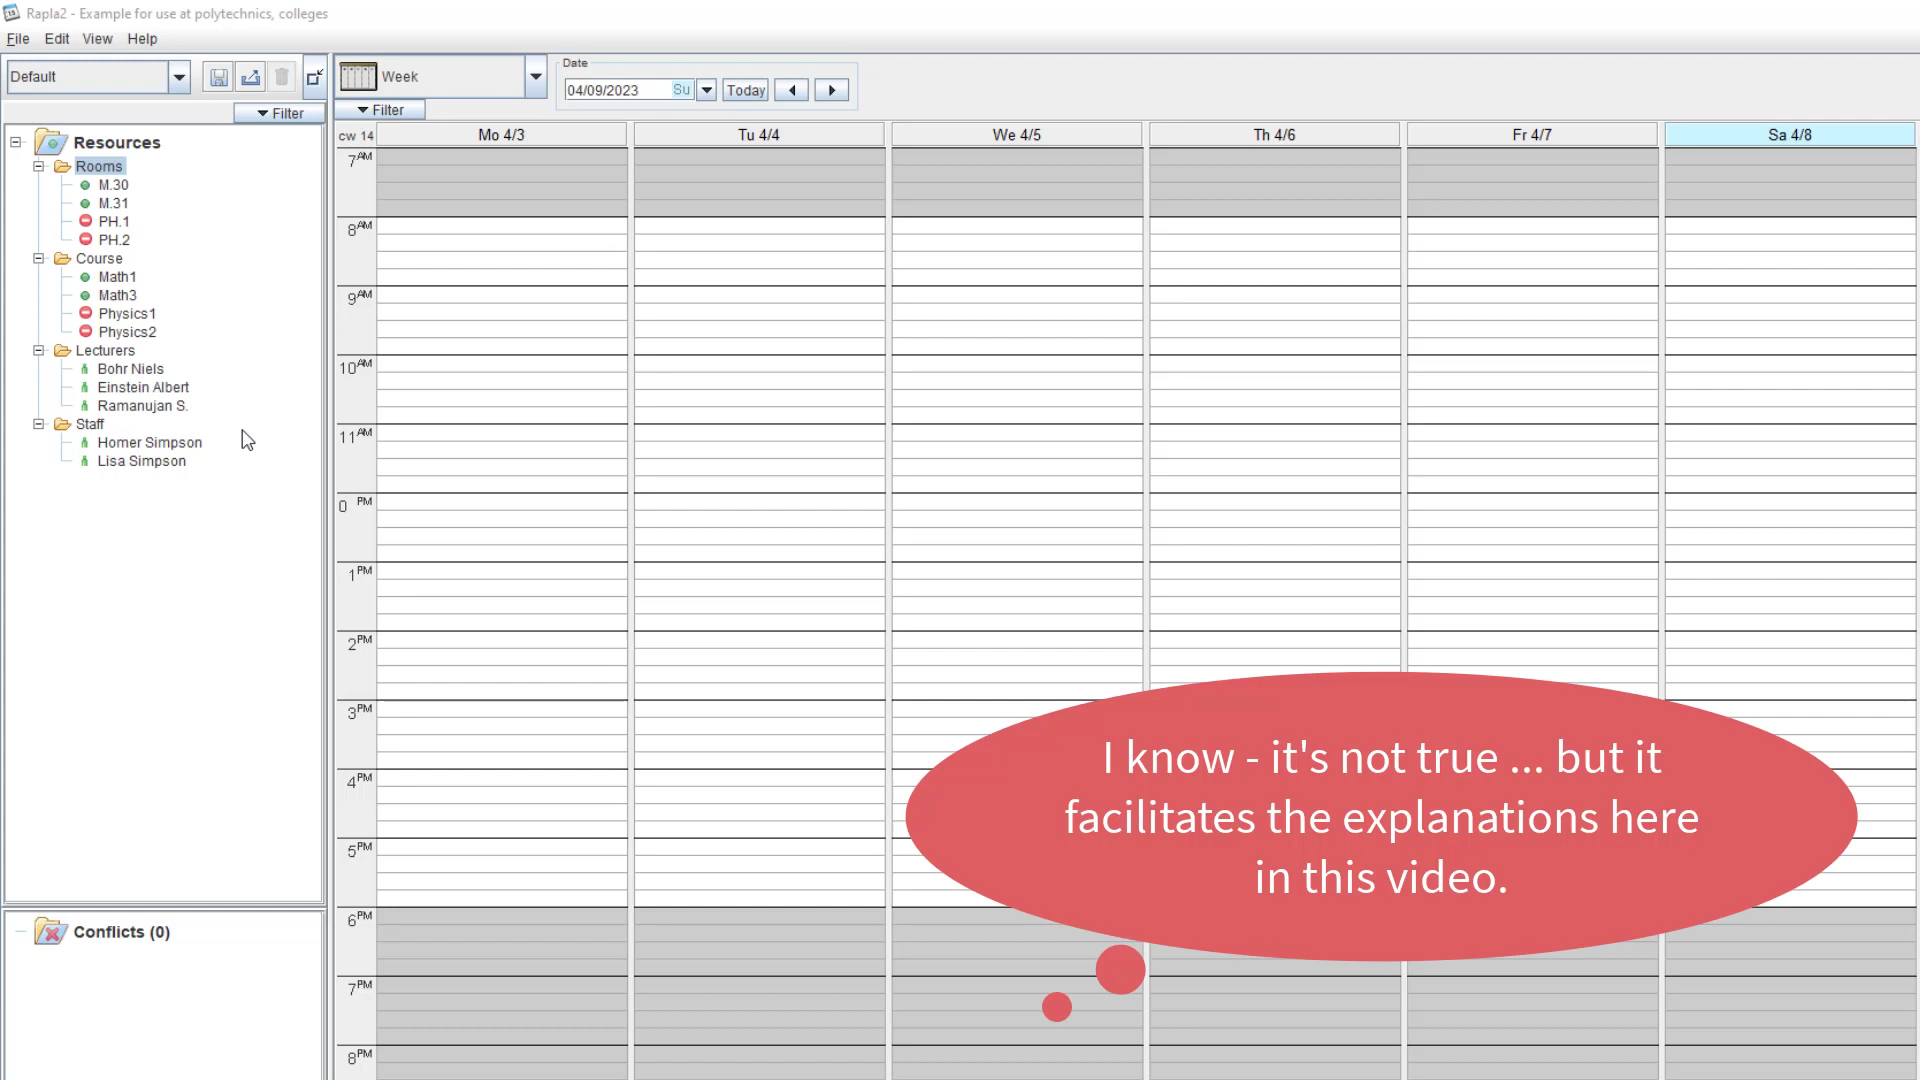 Rapla2 - Example for use at polytechnics, colleges
File Edit View Help
Default
Week
Date
04/09/2023 Su
Today
Filter
Filter
Resources
Rooms
M.30
M.31
PH.1
PH.2
Course
Math1
Math3
Physics1
Physics2
Lecturers
Bohr Niels
Einstein Albert
Ramanujan S.
Staff
Homer Simpson
Lisa Simpson
Conflicts (0)
cw 14 Mo 4/3 Tu 4/4 We 4/5 Th 4/6 Fr 4/7 Sa 4/8
7AM
8AM
9AM
10AM
11AM
0 PM
1PM
2PM
3PM
4PM
5PM
6PM
7PM
8PM
I know - it's not true ... but it
facilitates the explanations here
in this video.